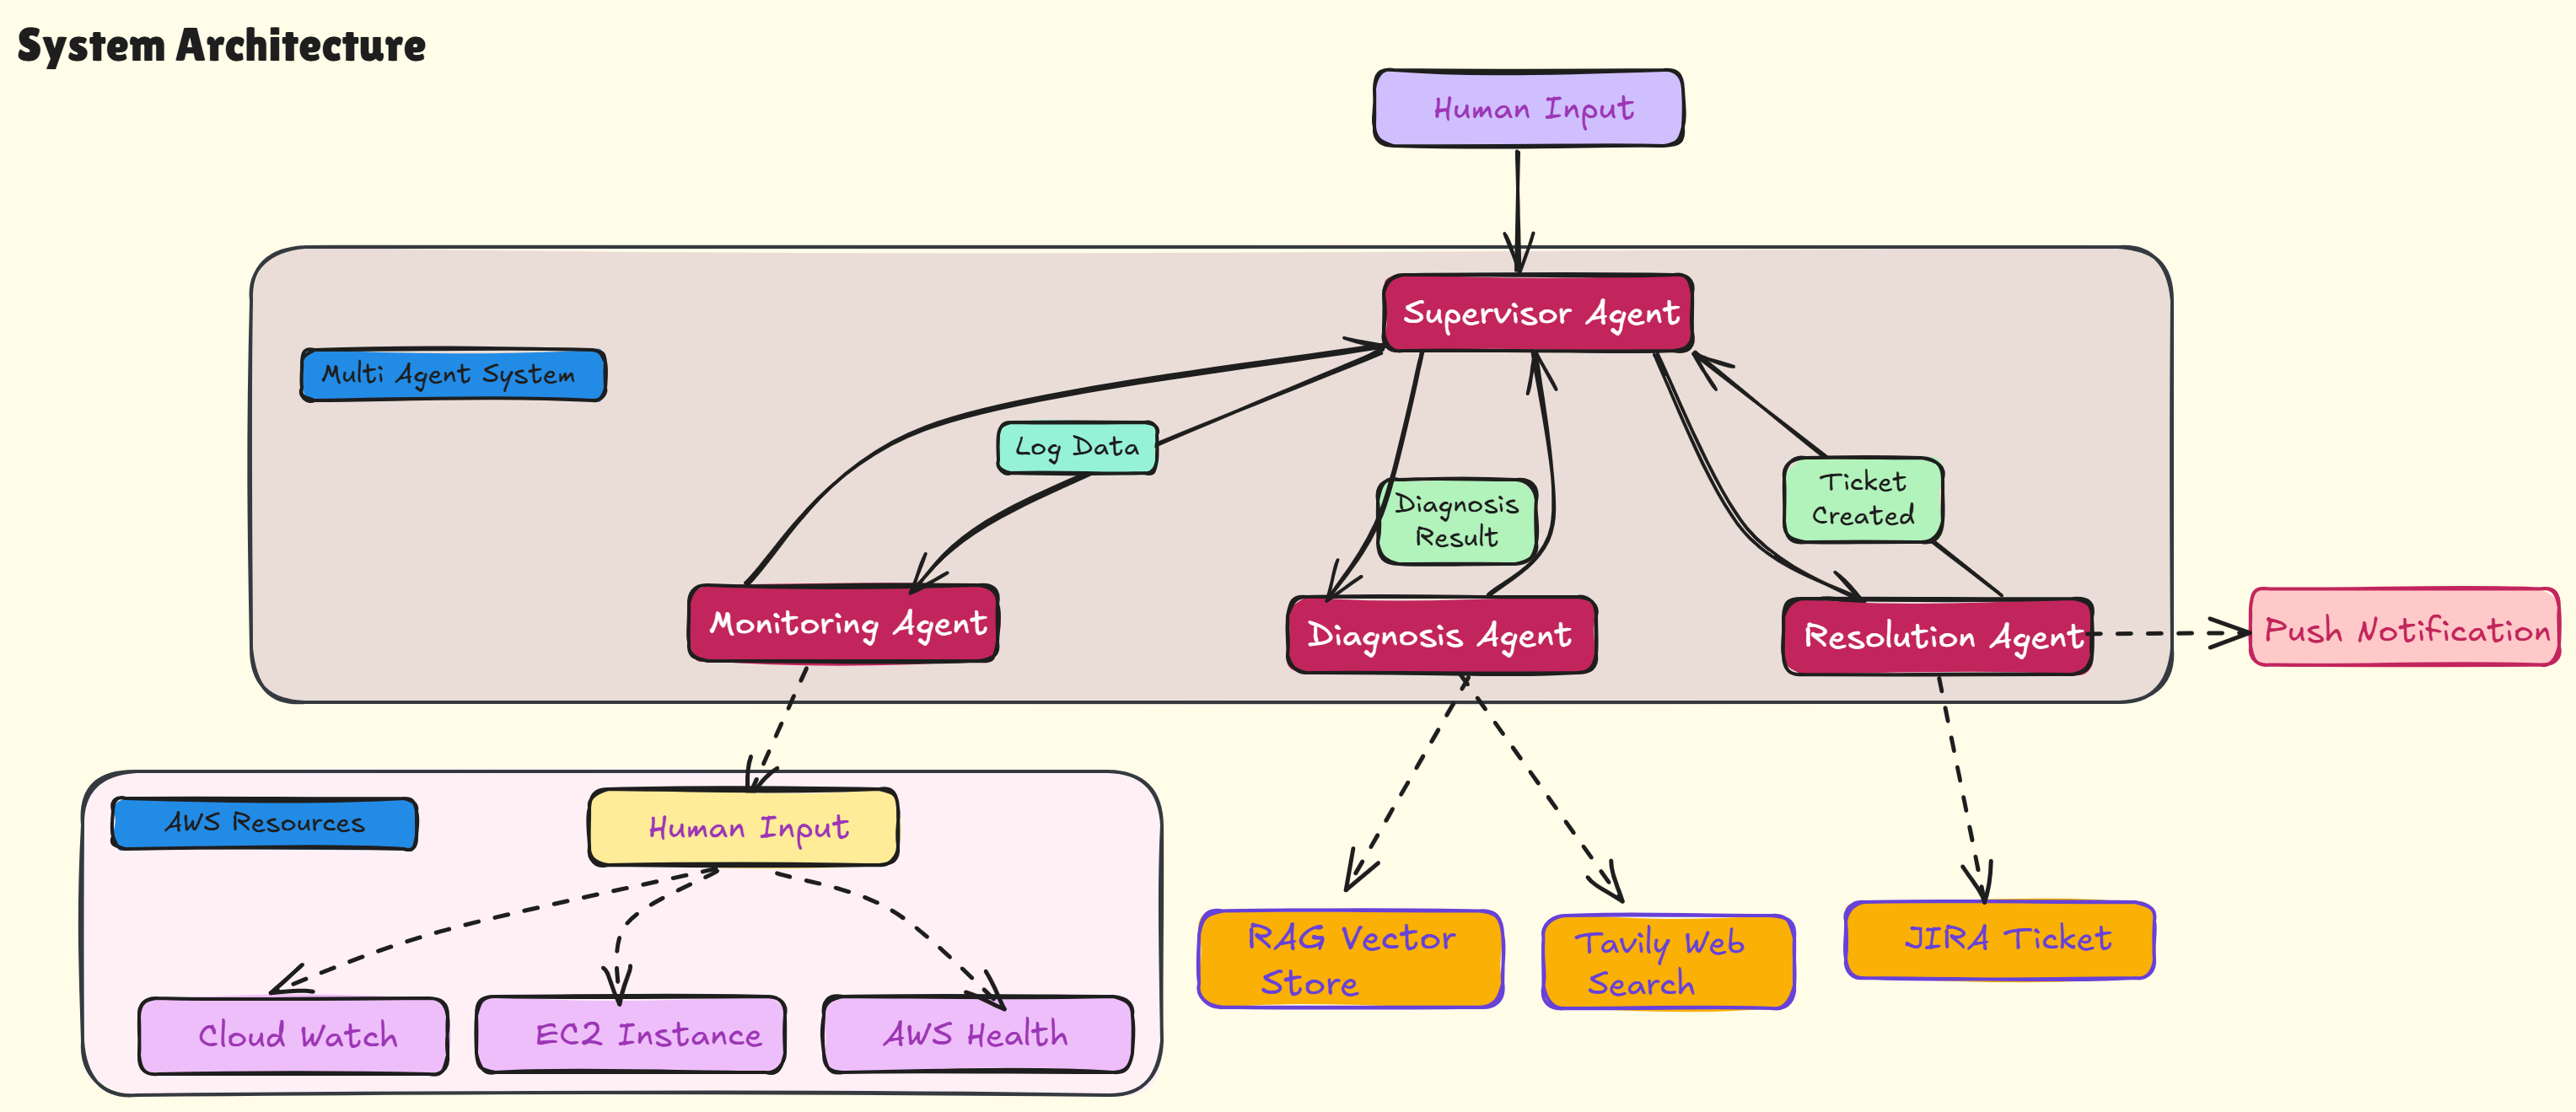 System Architecture
Human Input
Supervisor Agent
Multi Agent System
Log Data
Diagnosis
Result
Ticket
Created
Monitoring Agent
Diagnosis Agent
Resolution Agent
Push Notification
AWS Resources
Human Input
Cloud Watch
EC2 Instance
AWS Health
RAG Vector
Store
Tavily Web
Search
JIRA Ticket